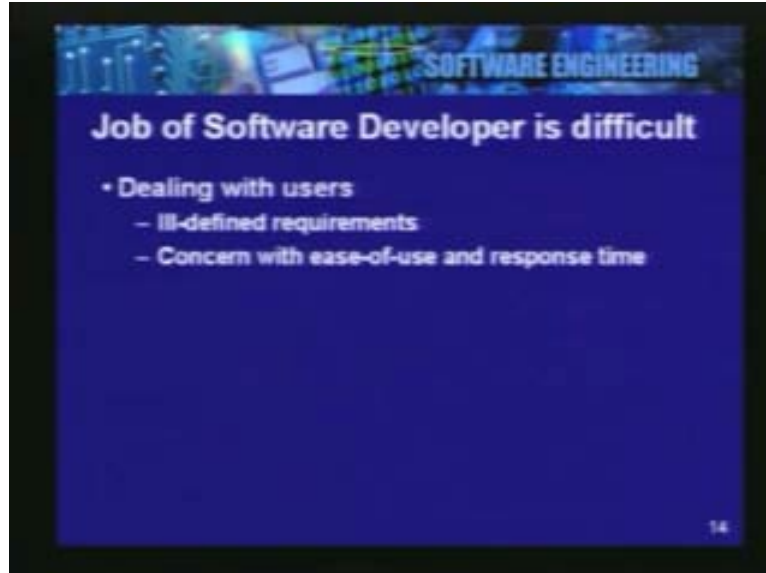 SOFTWARE ENGINEERING
Job of Software Developer is difficult
• Dealing with users
– Ill-defined requirements
– Concern with ease-of-use and response time
14